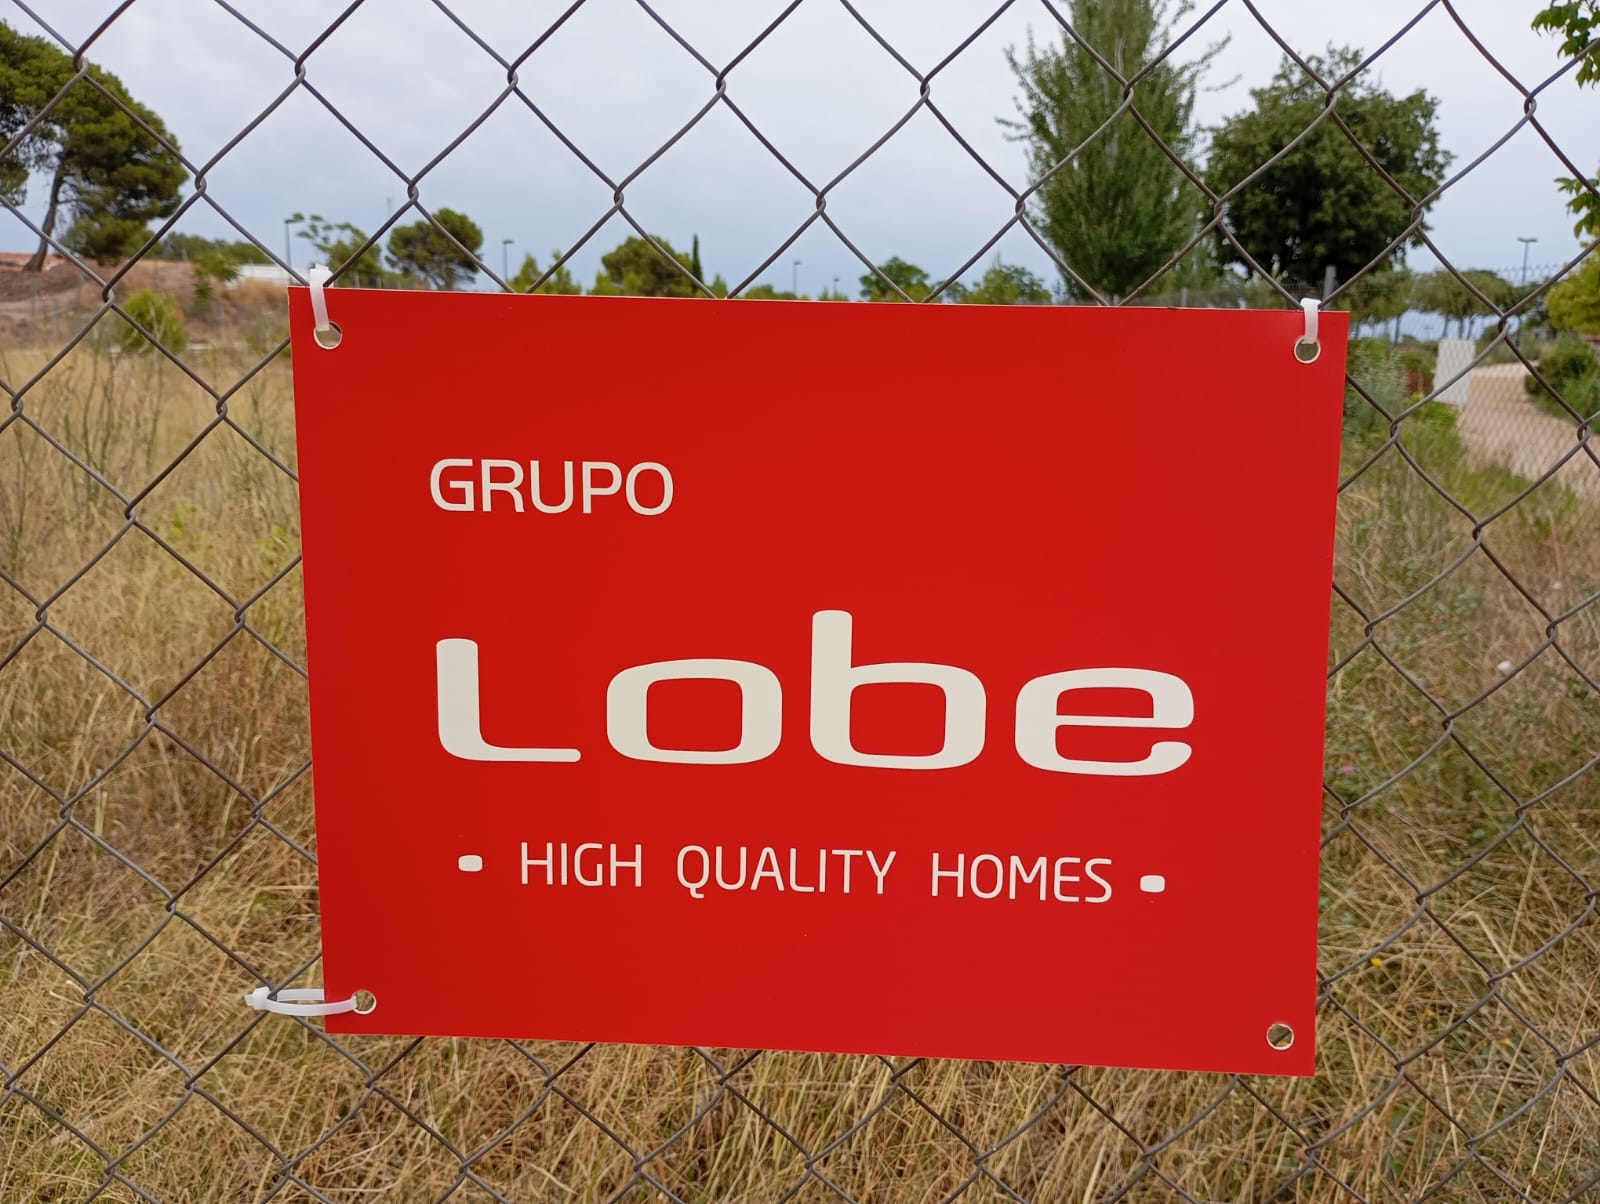 GRUPO
Lobe
• HIGH QUALITY HOMES •